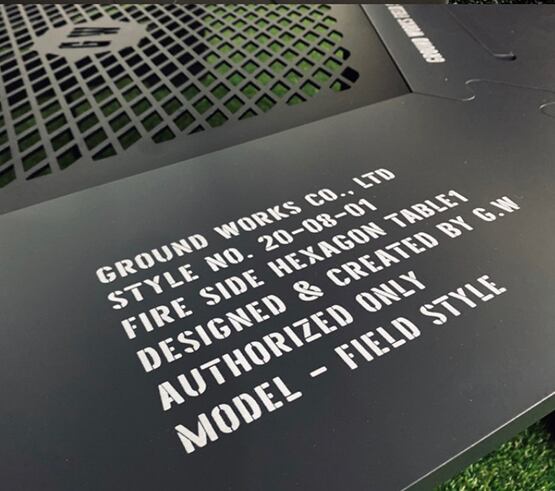 G W
GROUND WORKS CO., LTD
STYLE NO. 20-08-01
FIRE SIDE HEXAGON TABLE1
DESIGNED & CREATED BY G.W
AUTHORIZED ONLY
MODEL - FIELD STYLE